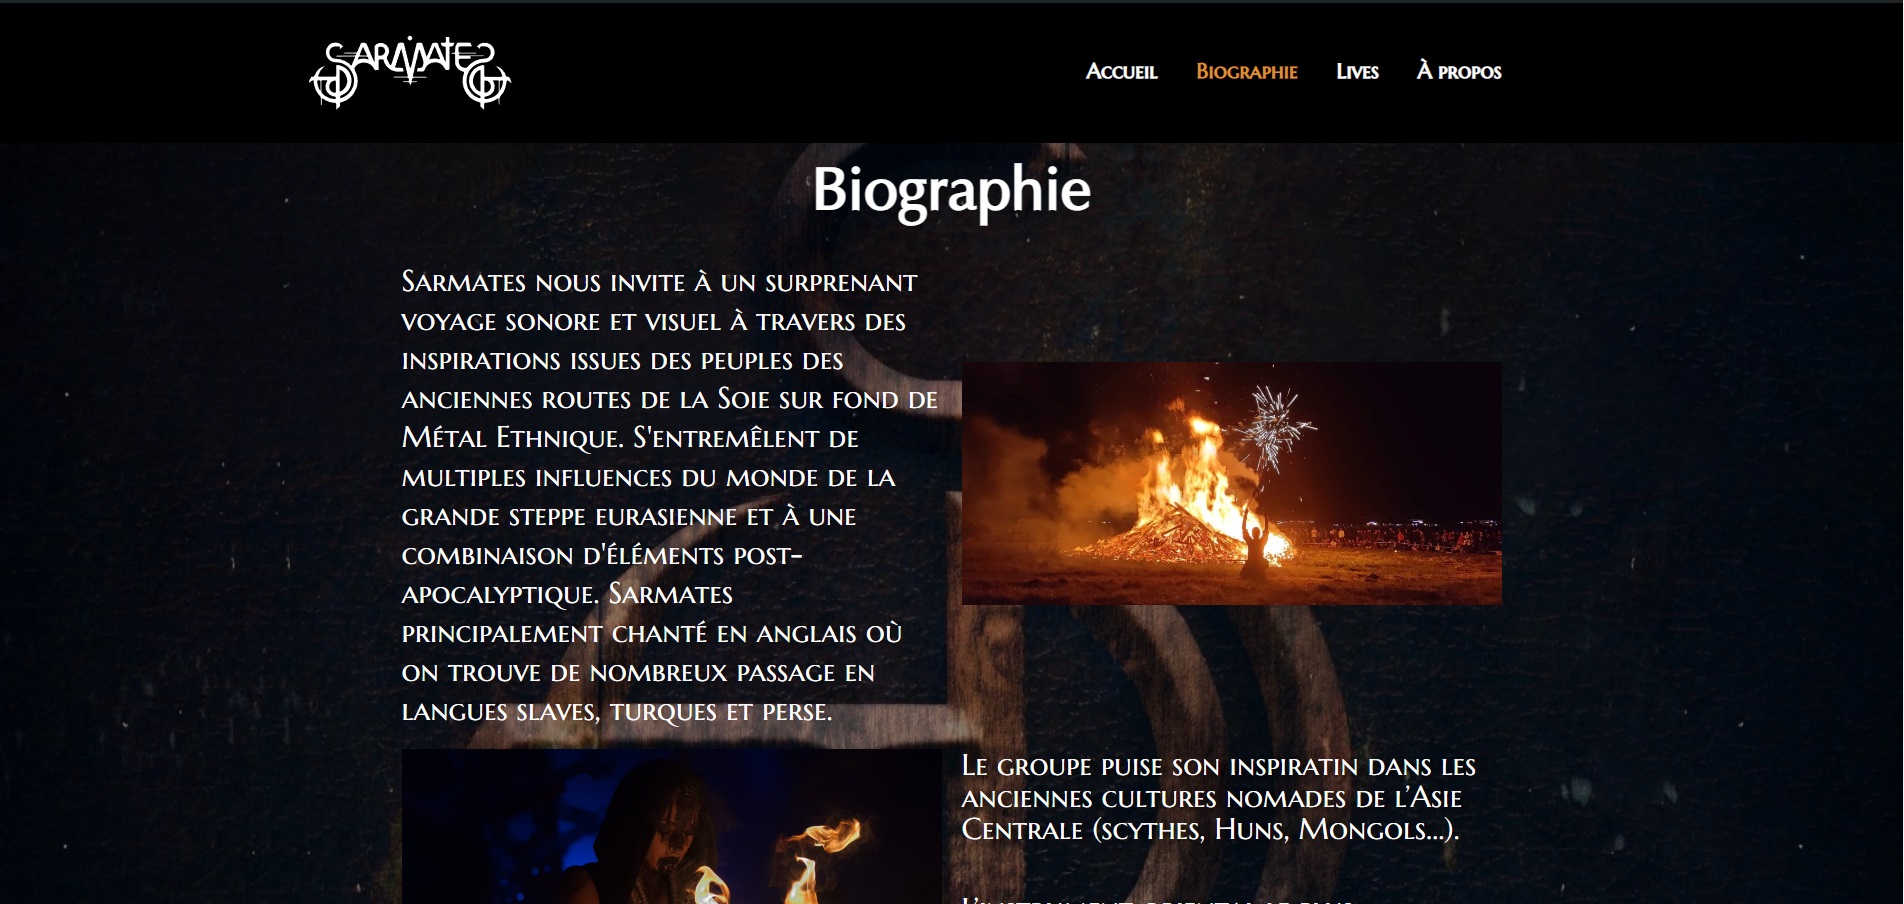 SARMATES
Accueil Biographie Lives À propos
Biographie
Sarmates nous invite à un surprenant
voyage sonore et visuel à travers des
inspirations issues des peuples des
anciennes routes de la Soie sur fond de
Métal Ethnique. S'entremêlent de
multiples influences du monde de la
grande steppe eurasienne et à une
combinaison d'éléments post-
apocalyptique. Sarmates
principalement chanté en anglais où
on trouve de nombreux passage en
langues slaves, turques et perse.
Le groupe puise son inspiratin dans les
anciennes cultures nomades de l’Asie
Centrale (scythes, Huns, Mongols...).